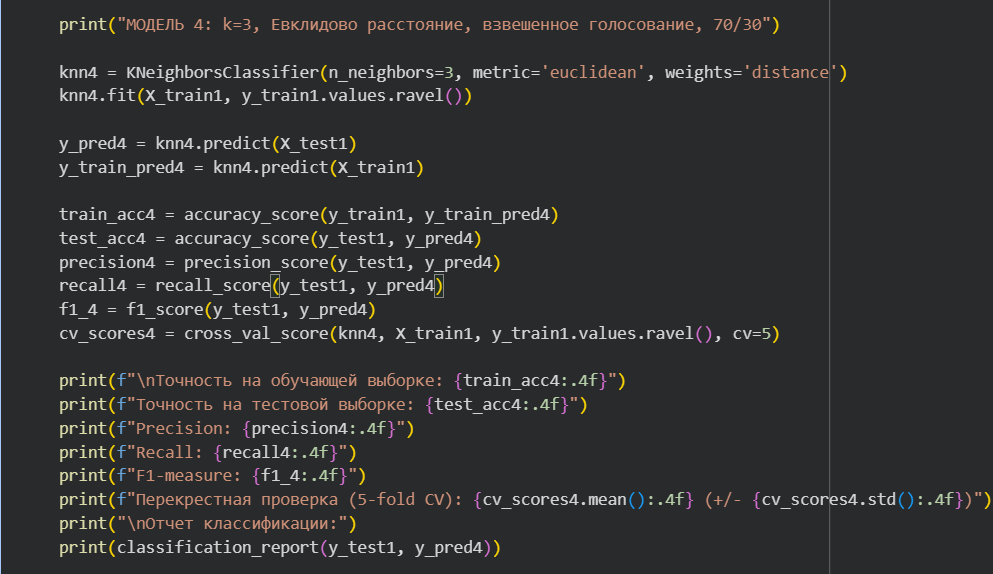 print("МОДЕЛЬ 4: k=3, Евклидово расстояние, взвешенное голосование, 70/30")
knn4 = KNeighborsClassifier(n_neighbors=3, metric='euclidean', weights='distance')
knn4.fit(X_train1, y_train1.values.ravel())
y_pred4 = knn4.predict(X_test1)
y_train_pred4 = knn4.predict(X_train1)
train_acc4 = accuracy_score(y_train1, y_train_pred4)
test_acc4 = accuracy_score(y_test1, y_pred4)
precision4 = precision_score(y_test1, y_pred4)
recall4 = recall_score(y_test1, y_pred4)
f1_4 = f1_score(y_test1, y_pred4)
cv_scores4 = cross_val_score(knn4, X_train1, y_train1.values.ravel(), cv=5)
print(f"\nТочность на обучающей выборке: {train_acc4:.4f}")
print(f"Точность на тестовой выборке: {test_acc4:.4f}")
print(f"Precision: {precision4:.4f}")
print(f"Recall: {recall4:.4f}")
print(f"F1-measure: {f1_4:.4f}")
print(f"Перекрестная проверка (5-fold CV): {cv_scores4.mean():.4f} (+/- {cv_scores4.std():.4f})")
print("\nОтчет классификации:")
print(classification_report(y_test1, y_pred4))